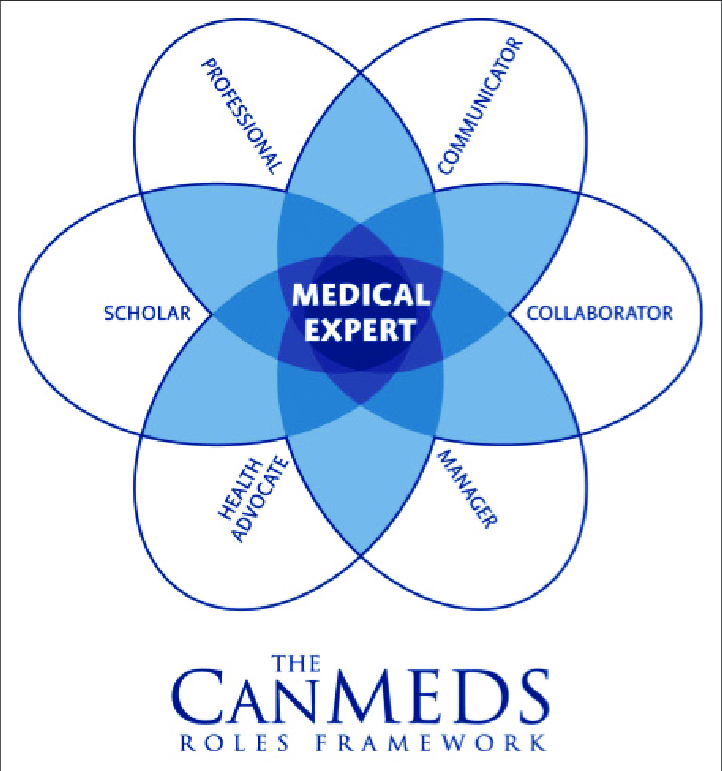 PROFESSIONAL
COMMUNICATOR
SCHOLAR
MEDICAL
EXPERT
COLLABORATOR
HEALTH
ADVOCATE
MANAGER
THE
CANMEDS
ROLES FRAMEWORK